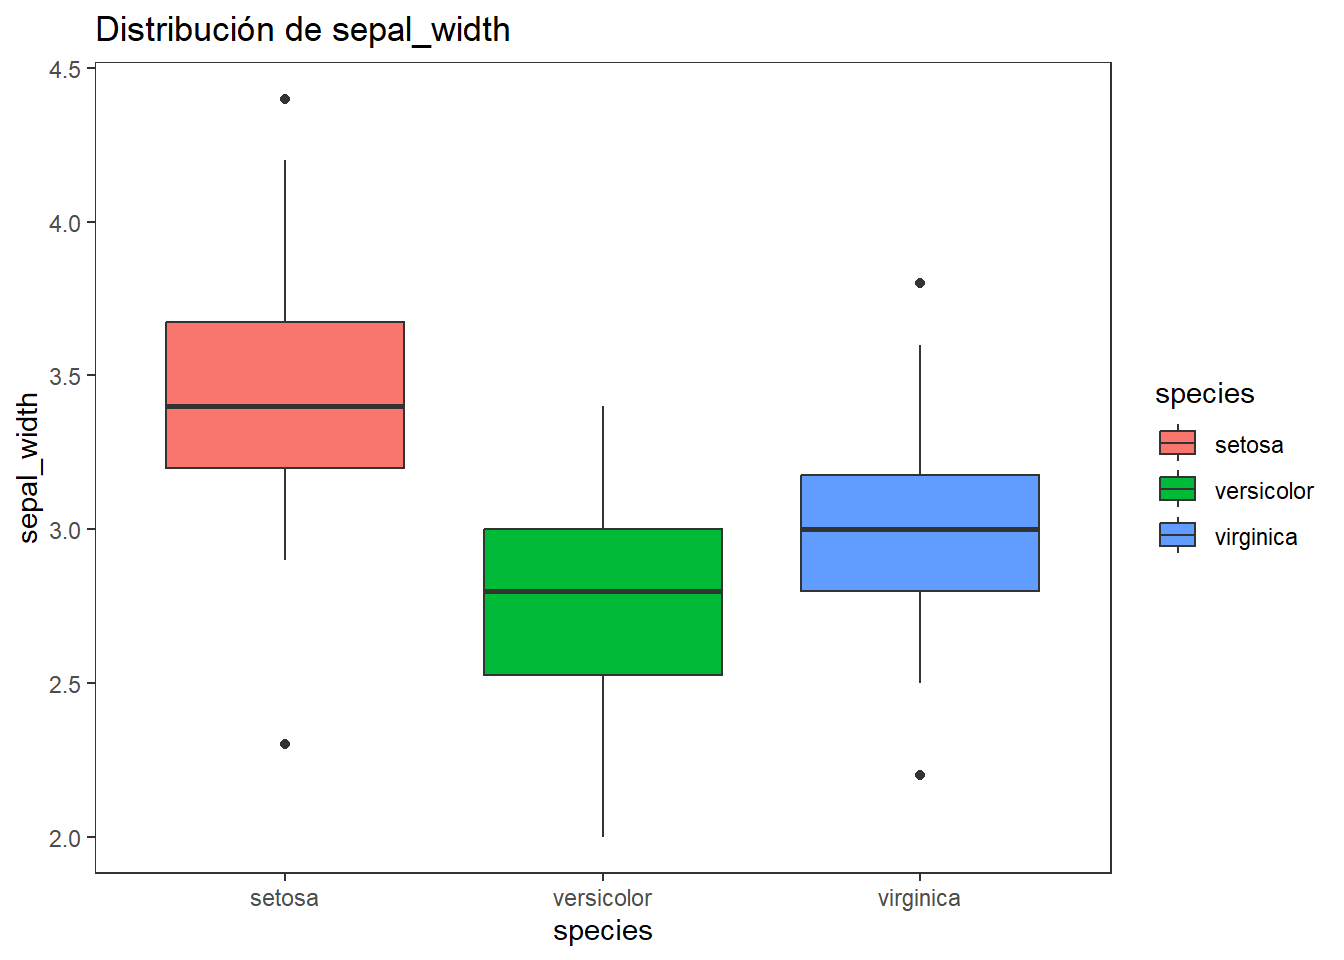 Distribución de sepal_width
4.5
4.0
3.5
3.0
2.5
2.0
sepal_width
setosa
versicolor
virginica
species
species
setosa
versicolor
virginica